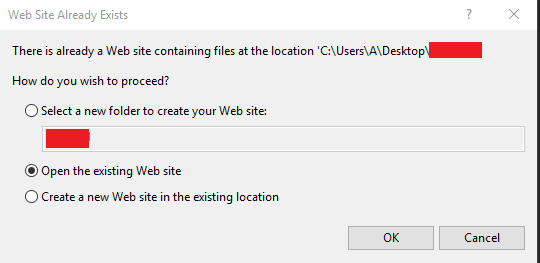 Web Site Already Exists
?
There is already a Web site containing files at the location 'C:\Users\A\Desktop\
How do you wish to proceed?
Select a new folder to create your Web site:
Open the existing Web site
Create a new Web site in the existing location
OK
Cancel